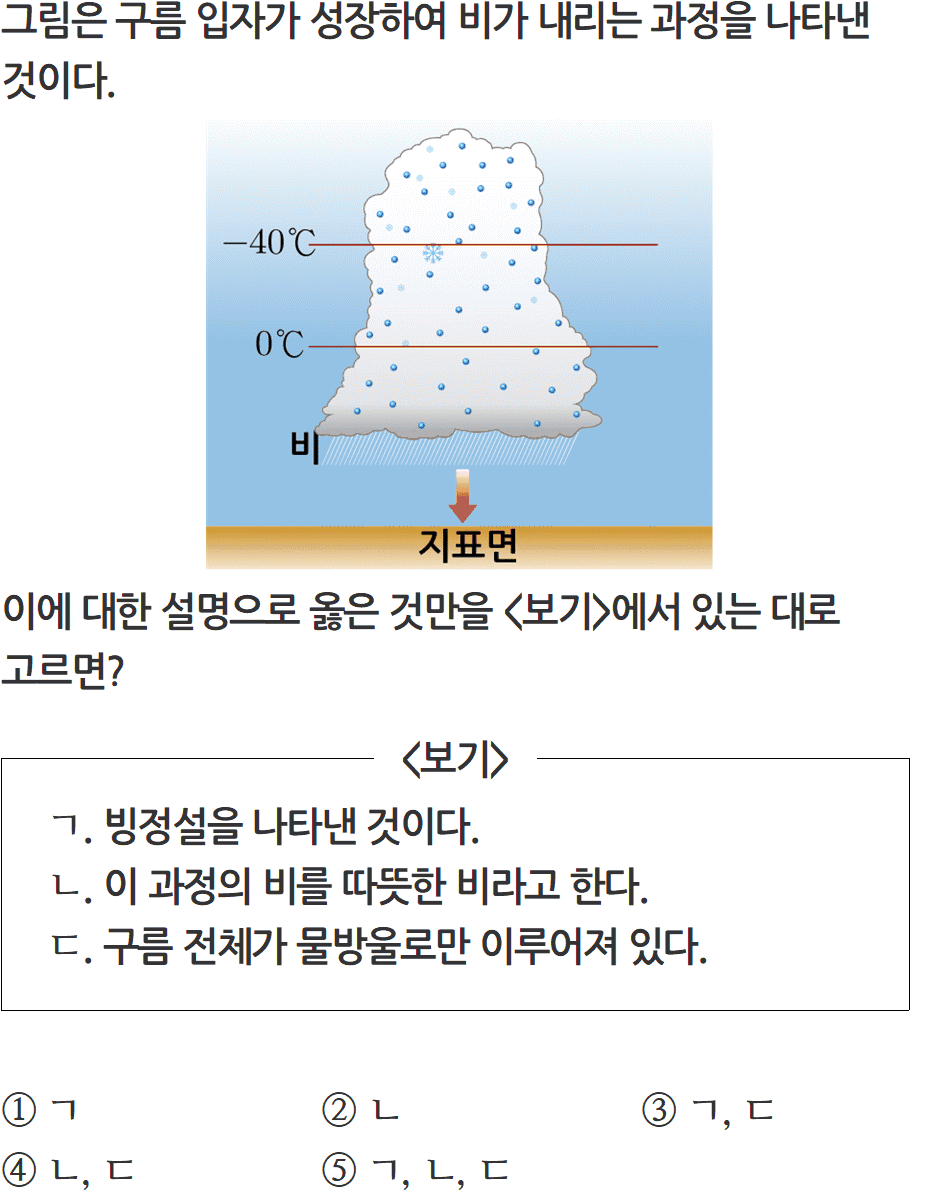 그림은 구름 입자가 성장하여 비가 내리는 과정을 나타낸
것이다.
−40℃
0℃
비
지표면
이에 대한 설명으로 옳은 것만을 <보기>에서 있는 대로
고르면?
<보기>
ㄱ. 빙정설을 나타낸 것이다.
ㄴ. 이 과정의 비를 따뜻한 비라고 한다.
ㄷ. 구름 전체가 물방울로만 이루어져 있다.
① ㄱ ② ㄴ ③ ㄱ, ㄷ
④ ㄴ, ㄷ ⑤ ㄱ, ㄴ, ㄷ